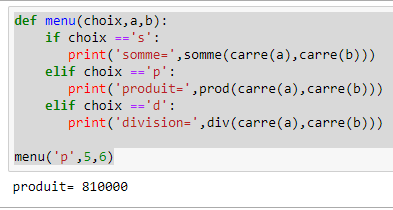 def menu(choix,a,b):
    if choix =='s':
        print('somme=',somme(carre(a),carre(b)))
    elif choix =='p':
        print('produit=',prod(carre(a),carre(b)))
    elif choix =='d':
        print('division=',div(carre(a),carre(b)))
menu('p',5,6)
produit= 810000